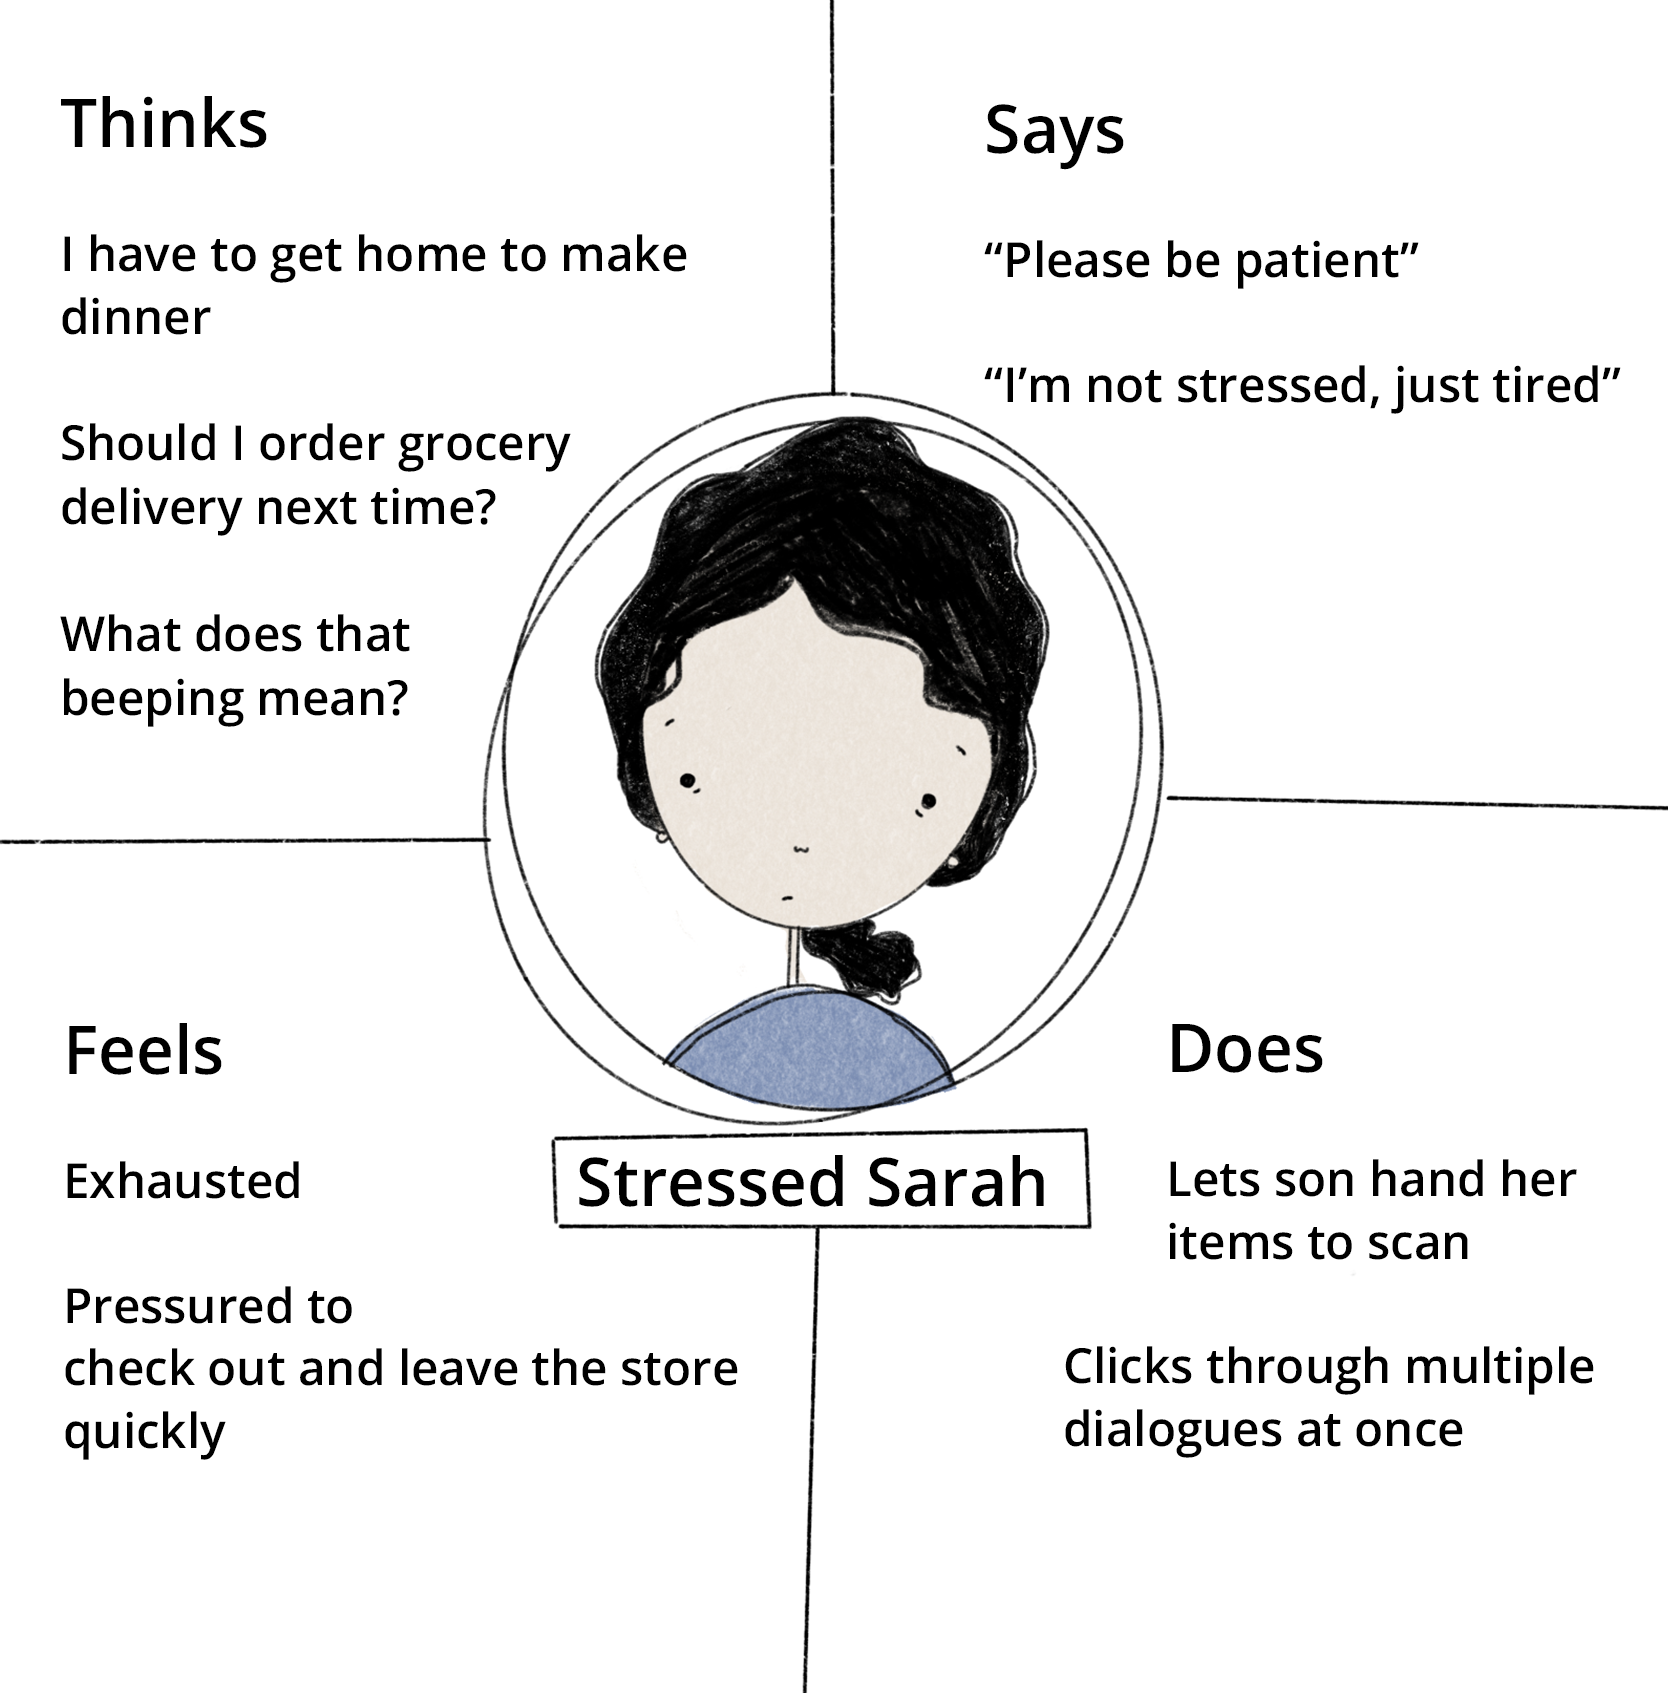 Thinks
I have to get home to make
dinner
Should I order grocery
delivery next time?
What does that
beeping mean?
Says
“Please be patient”
“I’m not stressed, just tired”
Feels
Exhausted
Pressured to
check out and leave the store
quickly
Stressed Sarah
Does
Lets son hand her
items to scan
Clicks through multiple
dialogues at once